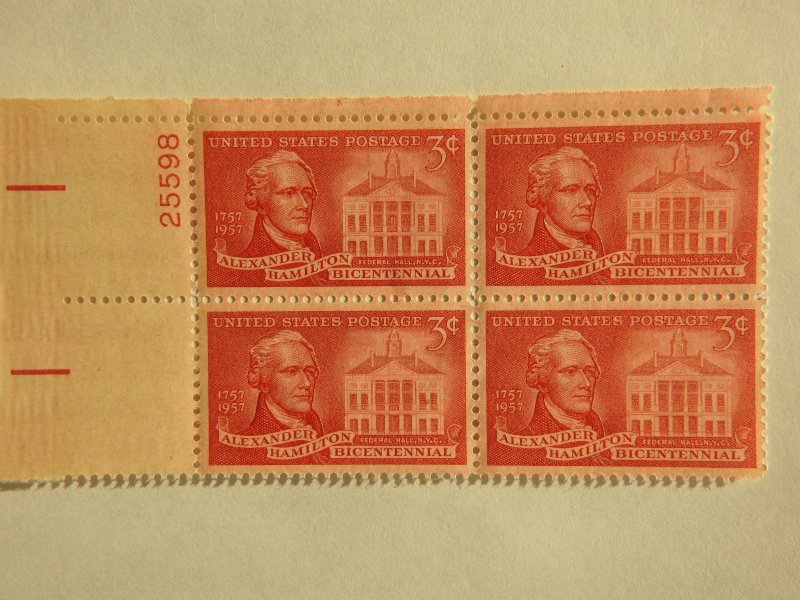 25598
UNITED STATES POSTAGE 3¢
1757
1957
ALEXANDER
HAMILTON
FEDERAL HALL, N.Y.C.
BICENTENNIAL
UNITED STATES POSTAGE 3¢
1757
1957
ALEXANDER
HAMILTON
FEDERAL HALL, N.Y.C.
BICENTENNIAL
UNITED STATES POSTAGE 3¢
1757
1957
ALEXANDER
HAMILTON
FEDERAL HALL, N.Y.C.
BICENTENNIAL
UNITED STATES POSTAGE 3¢
1757
1957
ALEXANDER
HAMILTON
FEDERAL HALL, N.Y.C.
BICENTENNIAL